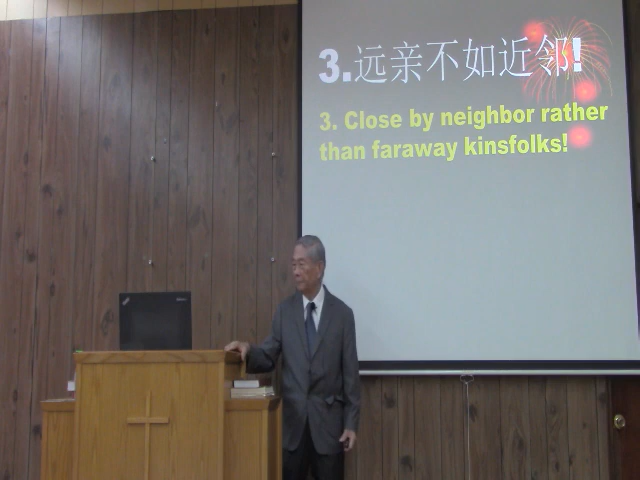 3.远亲不如近邻!
3. Close by neighbor rather
than faraway kinsfolks!